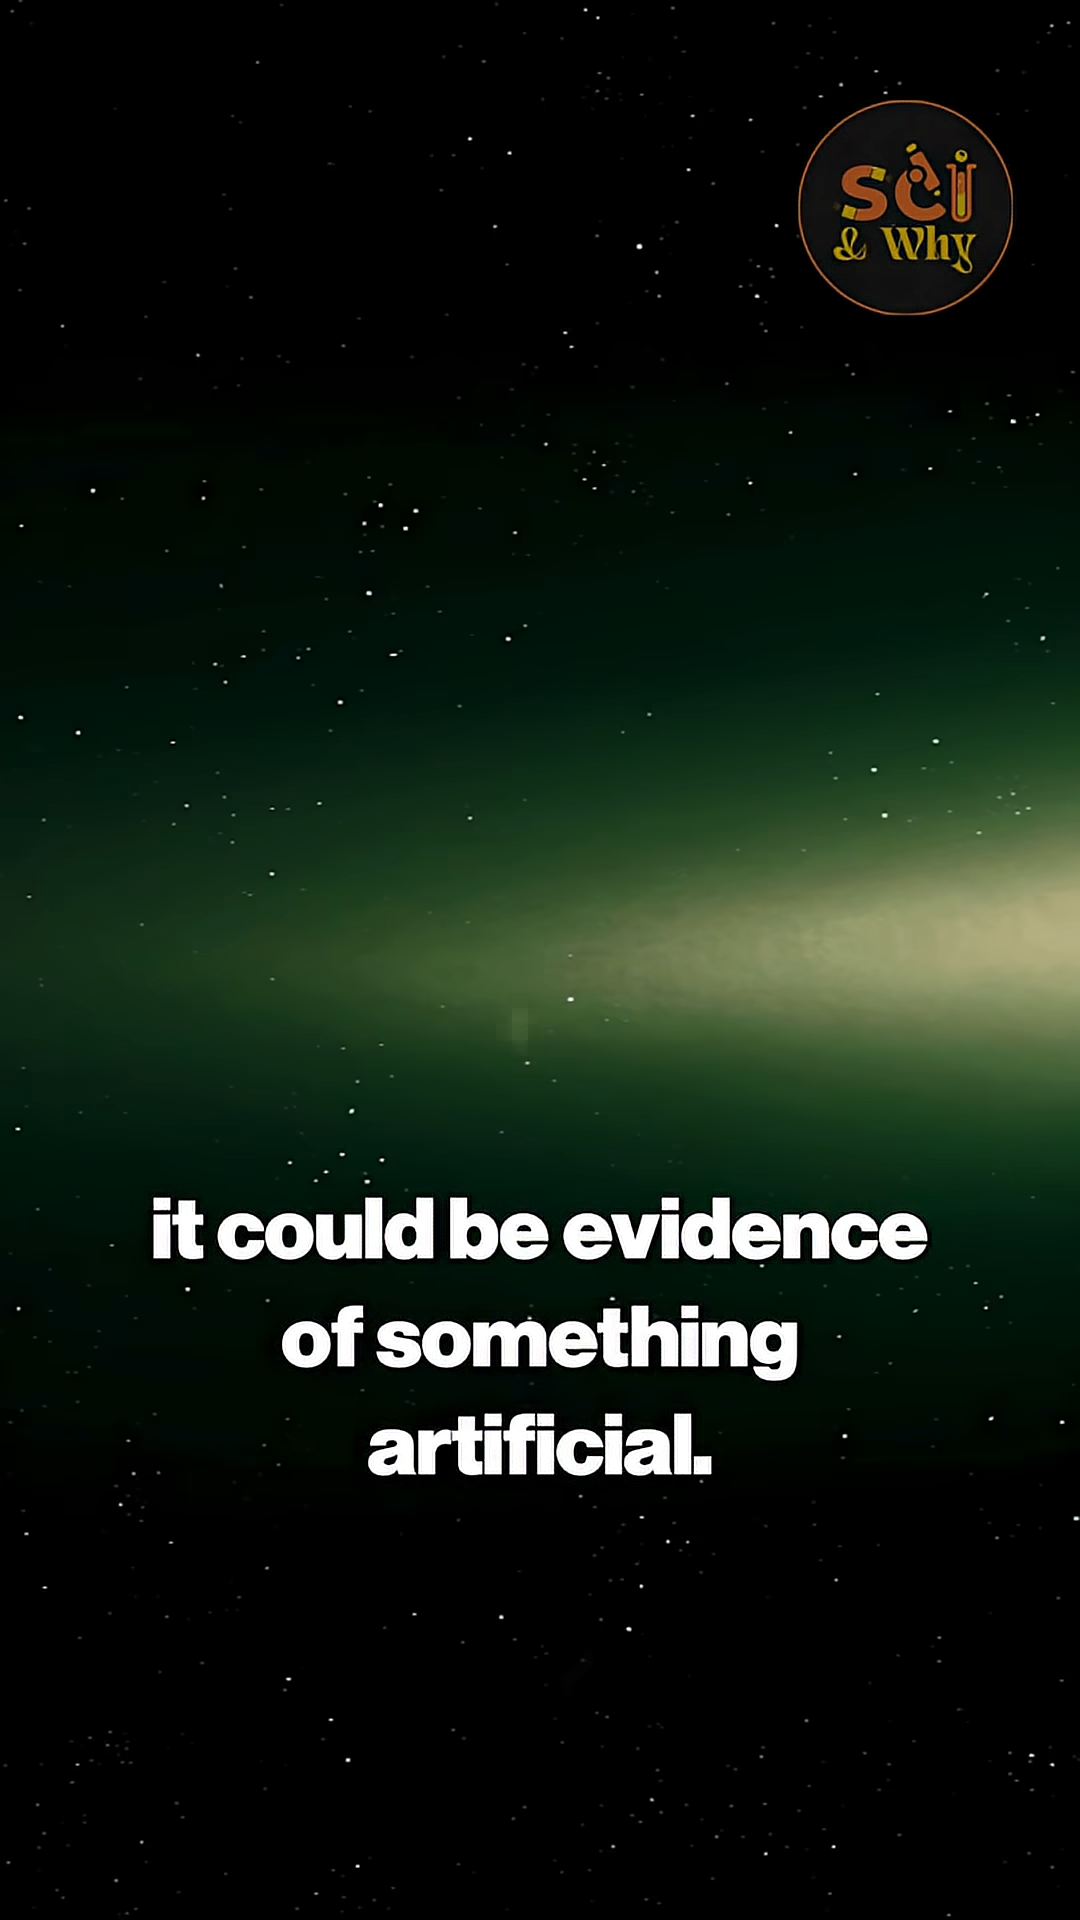 sci
& Why
it could be evidence
of something
artificial.